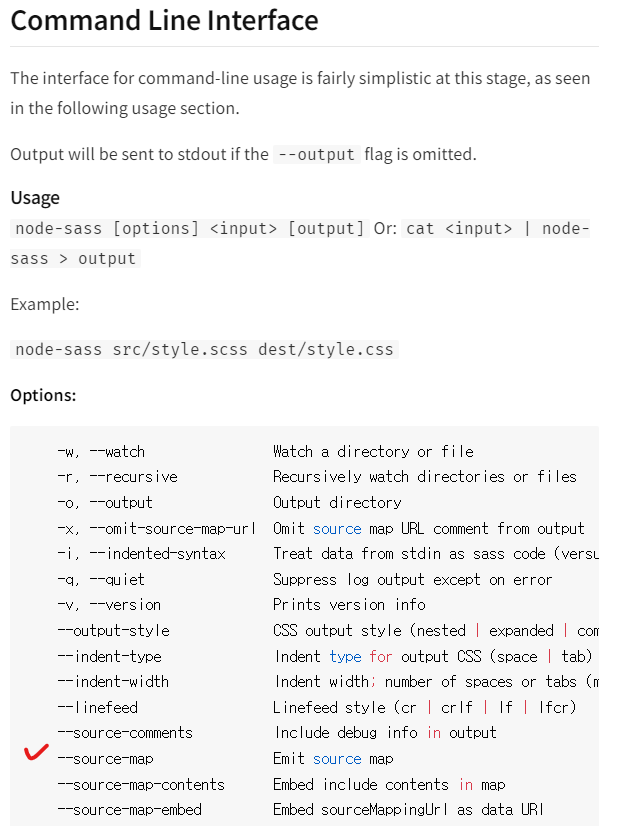 Command Line Interface
The interface for command-line usage is fairly simplistic at this stage, as seen
in the following usage section.
Output will be sent to stdout if the --output flag is omitted.
Usage
node-sass [options] <input> [output] Or: cat <input> | node-
sass > output
Example:
node-sass src/style.scss dest/style.css
Options:
-w, --watch Watch a directory or file
-r, --recursive Recursively watch directories or files
-o, --output Output directory
-x, --omit-source-map-url Omit source map URL comment from output
-i, --indented-syntax Treat data from stdin as sass code (versu
-q, --quiet Suppress log output except on error
-v, --version Prints version info
--output-style CSS output style (nested | expanded | com
--indent-type Indent type for output CSS (space | tab)
--indent-width Indent width; number of spaces or tabs (m
--linefeed Linefeed style (cr | crlf | lf | lfcr)
--source-comments Include debug info in output
--source-map Emit source map
--source-map-contents Embed include contents in map
--source-map-embed Embed sourceMappingUrl as data URI